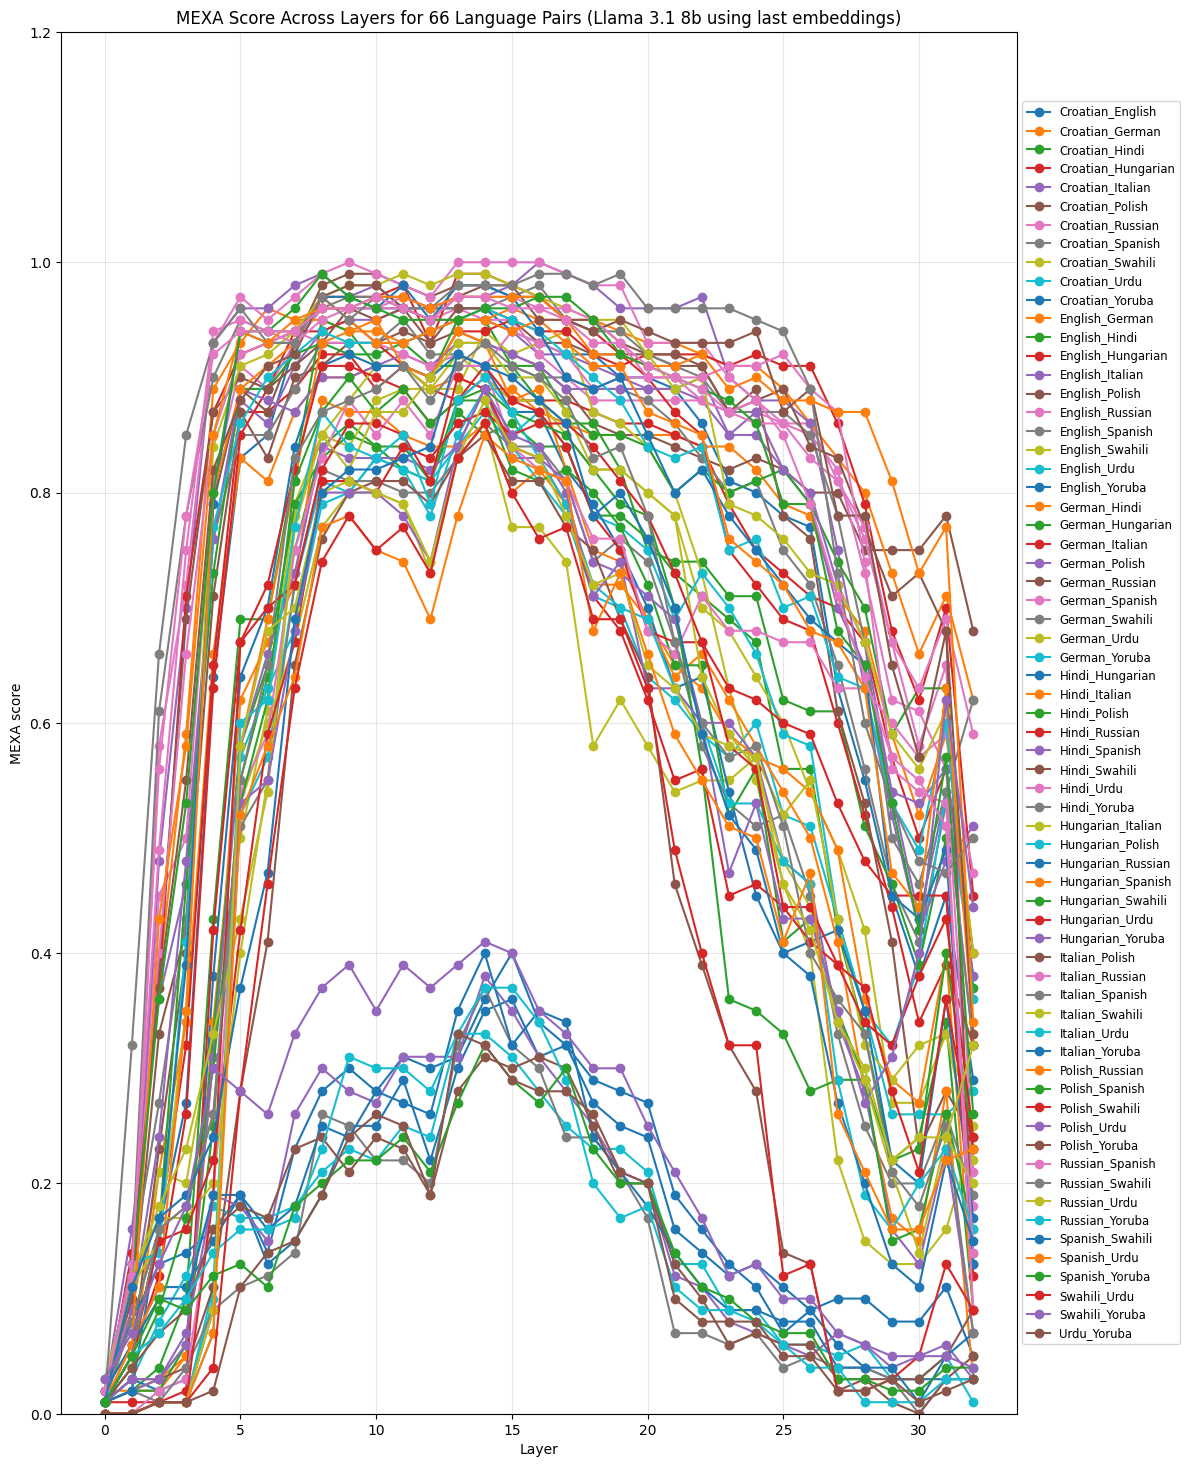 MEXA Score Across Layers for 66 Language Pairs (Llama 3.1 8b using last embeddings)
1.2
1.0
0.8
0.6
0.4
0.2
0.0
MEXA score
0
5
10
15
20
25
30
Layer
Croatian_English
Croatian_German
Croatian_Hindi
Croatian_Hungarian
Croatian_Italian
Croatian_Polish
Croatian_Russian
Croatian_Spanish
Croatian_Swahili
Croatian_Urdu
Croatian_Yoruba
English_German
English_Hindi
English_Hungarian
English_Italian
English_Polish
English_Russian
English_Spanish
English_Swahili
English_Urdu
English_Yoruba
German_Hindi
German_Hungarian
German_Italian
German_Polish
German_Russian
German_Spanish
German_Swahili
German_Urdu
German_Yoruba
Hindi_Hungarian
Hindi_Italian
Hindi_Polish
Hindi_Russian
Hindi_Spanish
Hindi_Swahili
Hindi_Urdu
Hindi_Yoruba
Hungarian_Italian
Hungarian_Polish
Hungarian_Russian
Hungarian_Spanish
Hungarian_Swahili
Hungarian_Urdu
Hungarian_Yoruba
Italian_Polish
Italian_Russian
Italian_Spanish
Italian_Swahili
Italian_Urdu
Italian_Yoruba
Polish_Russian
Polish_Spanish
Polish_Swahili
Polish_Urdu
Polish_Yoruba
Russian_Spanish
Russian_Swahili
Russian_Urdu
Russian_Yoruba
Spanish_Swahili
Spanish_Urdu
Spanish_Yoruba
Swahili_Urdu
Swahili_Yoruba
Urdu_Yoruba